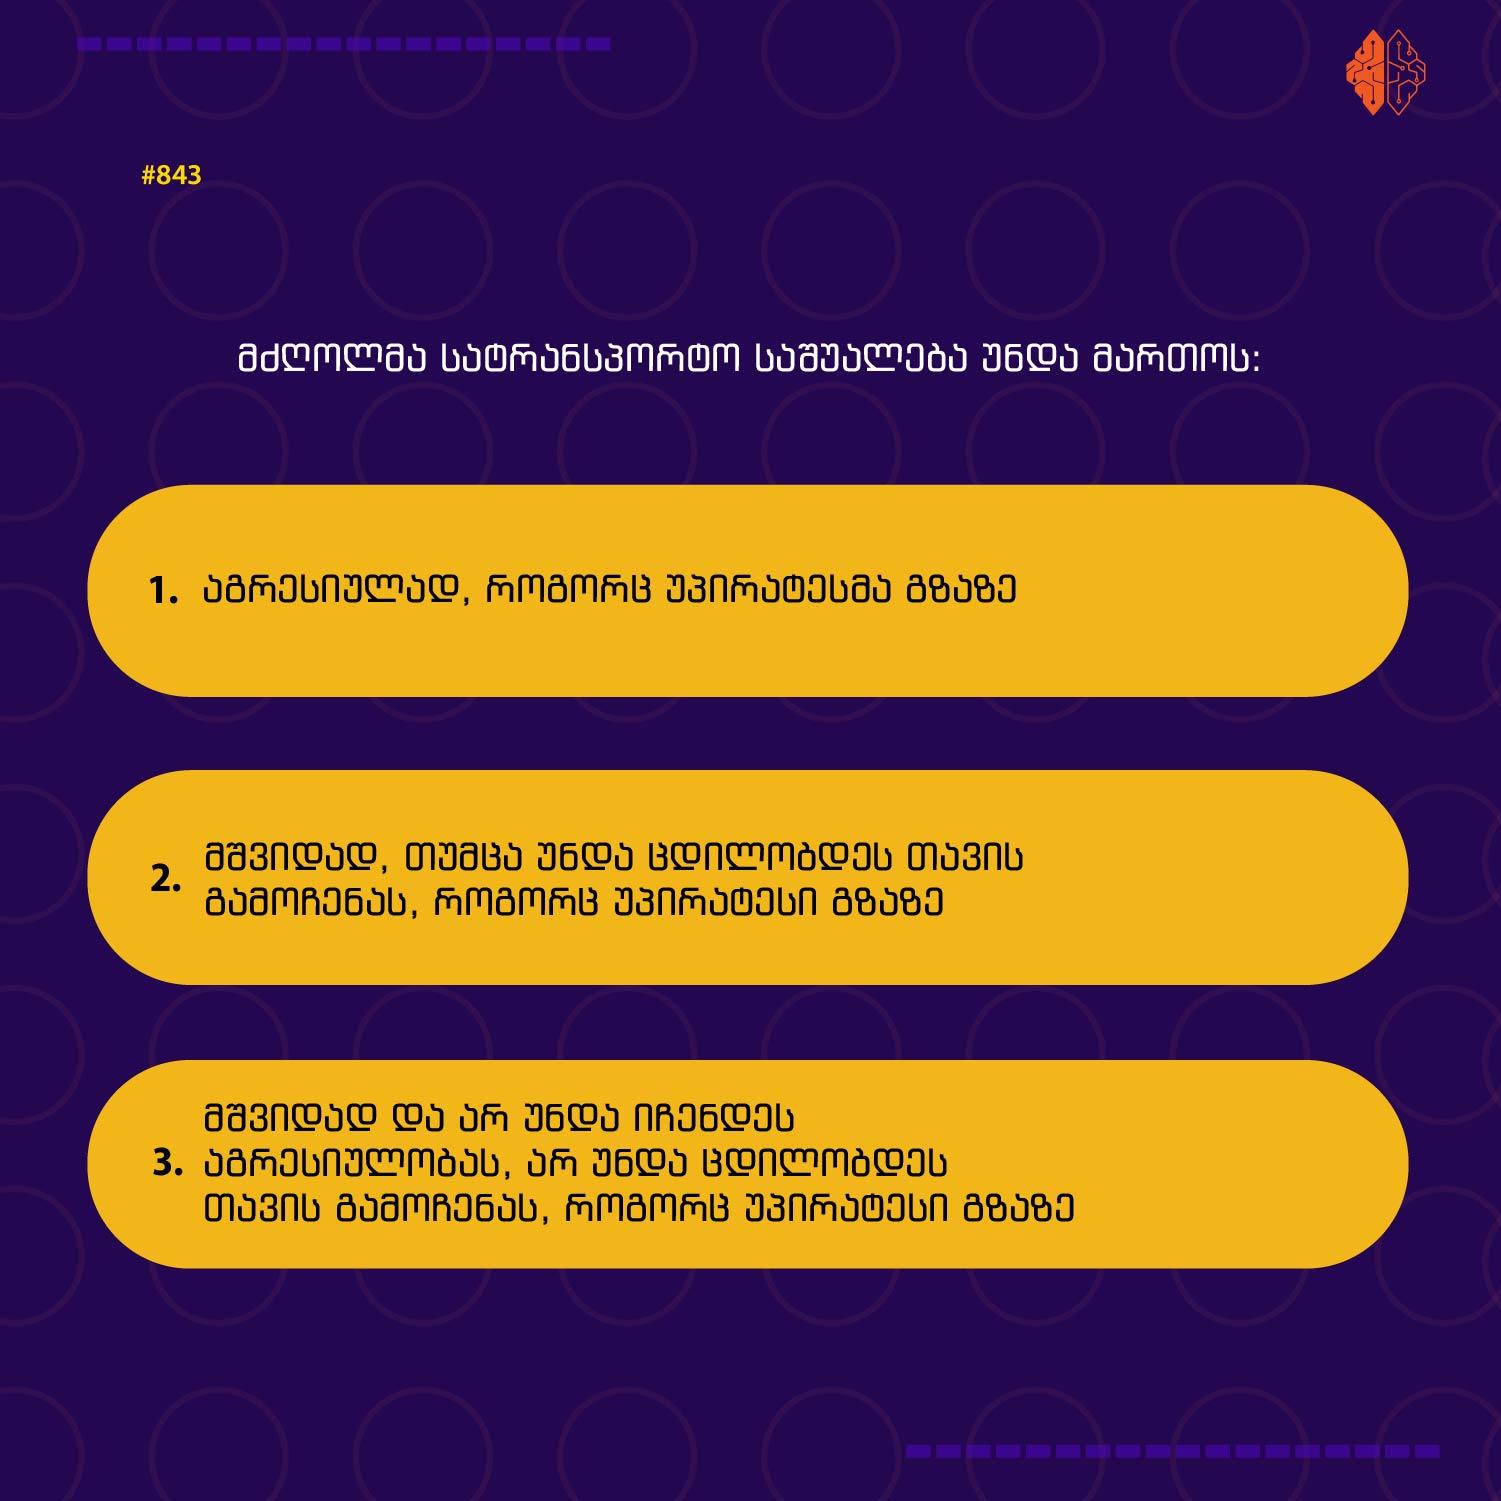 #843
მძღოლმა სატრანსპორტო საშუალება უნდა მართოს:
1. აგრესიულად, როგორც უპირატესმა გზაზე
2. მშვიდად, თუმცა უნდა ცდილობდეს თავის
გამოჩენას, როგორც უპირატესი გზაზე
მშვიდად და არ უნდა იჩენდეს
3. აგრესიულობას, არ უნდა ცდილობდეს
თავის გამოჩენას, როგორც უპირატესი გზაზე